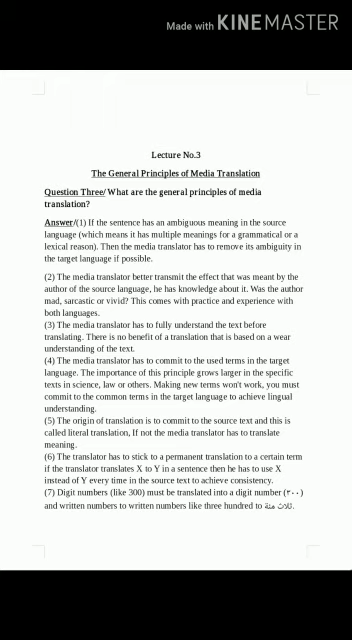 Made with KINEMASTER
Lecture No.3
The General Principles of Media Translation
Question Three/ What are the general principles of media
translation?
Answer/(1) If the sentence has an ambiguous meaning in the source
language (which means it has multiple meanings for a grammatical or a
lexical reason). Then the media translator has to remove its ambiguity in
the target language if possible.
(2) The media translator better transmit the effect that was meant by the
author of the source language, he has knowledge about it. Was the author
mad, sarcastic or vivid? This comes with practice and experience with
both languages.
(3) The media translator has to fully understand the text before
translating. There is no benefit of a translation that is based on a wear
understanding of the text.
(4) The media translator has to commit to the used terms in the target
language. The importance of this principle grows larger in the specific
texts in science, law or others. Making new terms won't work, you must
commit to the common terms in the target language to achieve lingual
understanding.
(5) The origin of translation is to commit to the source text and this is
called literal translation, If not the media translator has to translate
meaning.
(6) The translator has to stick to a permanent translation to a certain term
if the translator translates X to Y in a sentence then he has to use X
instead of Y every time in the source text to achieve consistency.
(7) Digit numbers (like 300) must be translated into a digit number (٣٠٠)
and written numbers to written numbers like three hundred to ثلاث مئة.